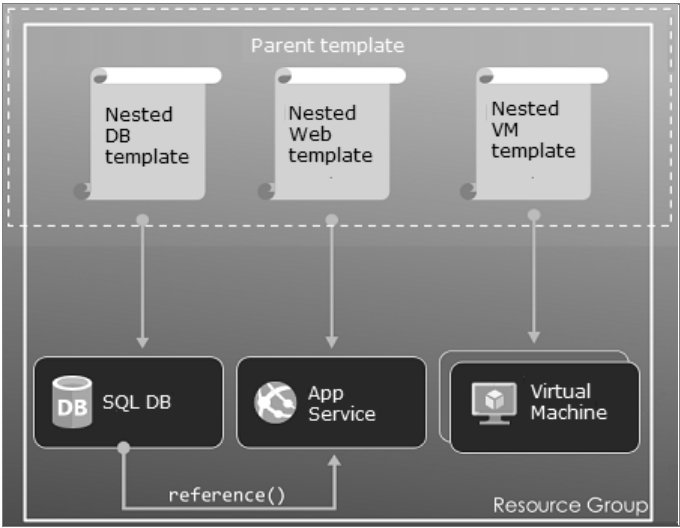 Parent template
Nested
DB
template
Nested
Web
template
Nested
VM
template
DB
SQL DB
App
Service
Virtual
Machine
reference()
Resource Group